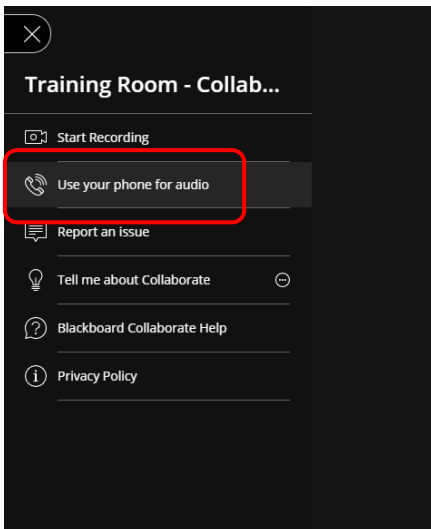 Training Room - Collab...
Start Recording
Use your phone for audio
Report an issue
Tell me about Collaborate
Blackboard Collaborate Help
Privacy Policy